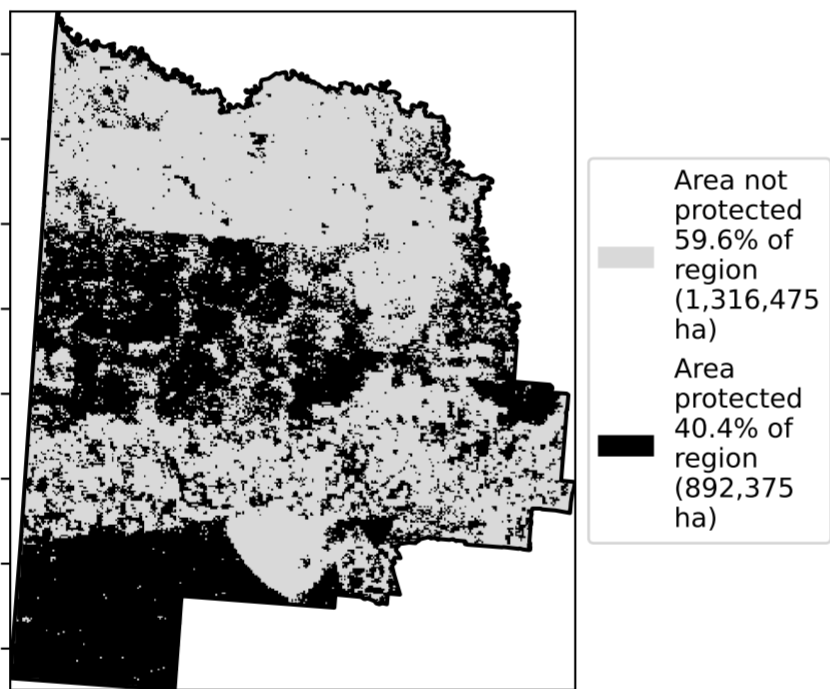 Area not
protected
59.6% of
region
(1,316,475
ha)
Area
protected
40.4% of
region
(892,375
ha)